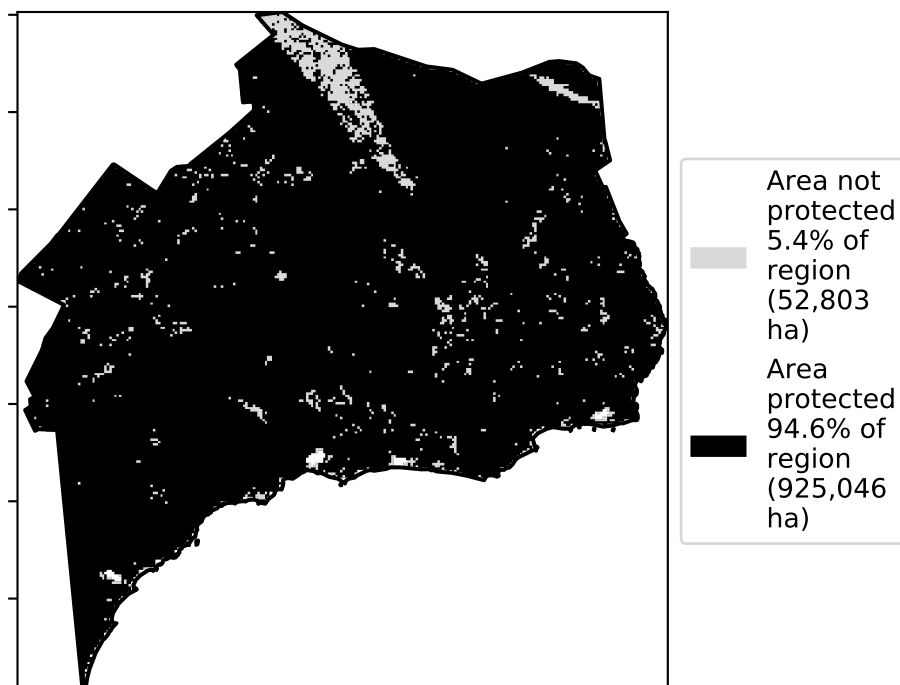 Area not
protected
5.4% of
region
(52,803
ha)
Area
protected
94.6% of
region
(925,046
ha)